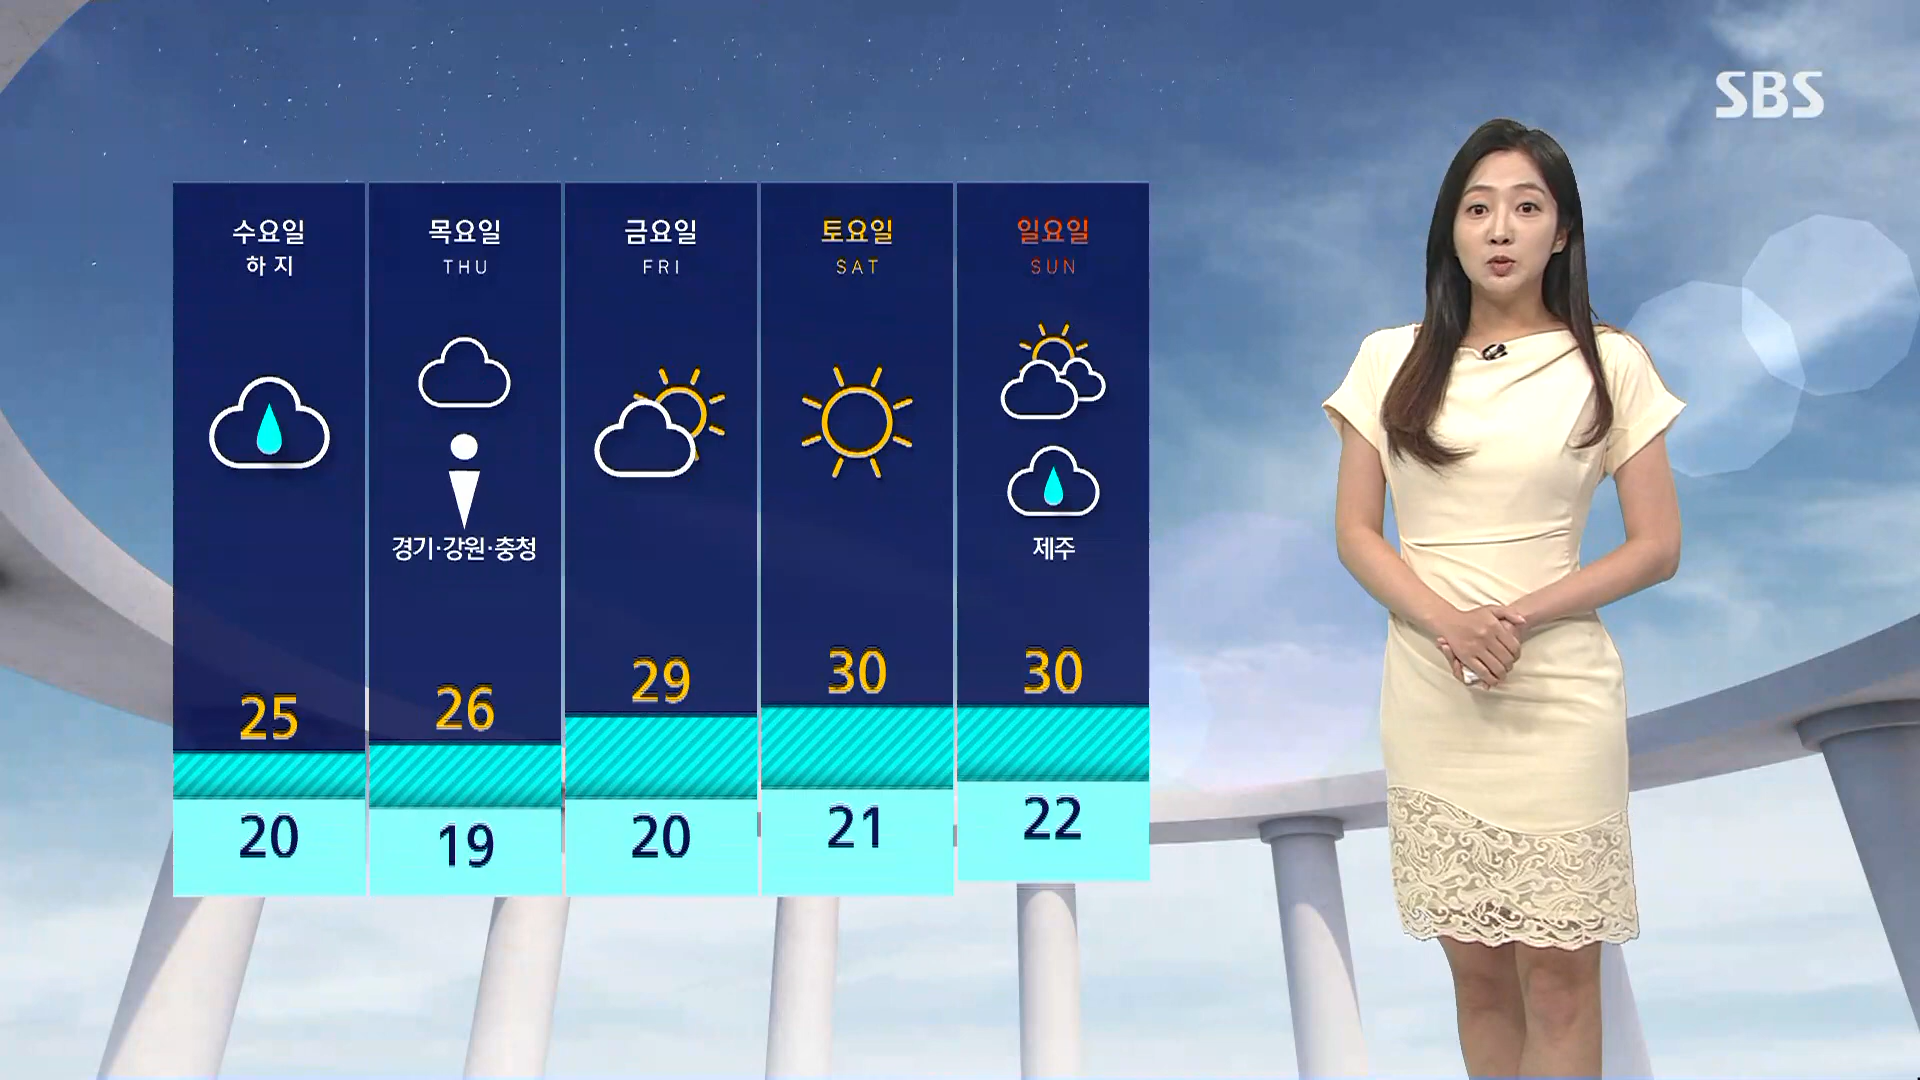 SBS
수요일
하지
목요일
THU
금요일
FRI
토요일
SAT
일요일
SUN
경기·강원·충청
제주
25
26
29
30
30
20
19
20
21
22